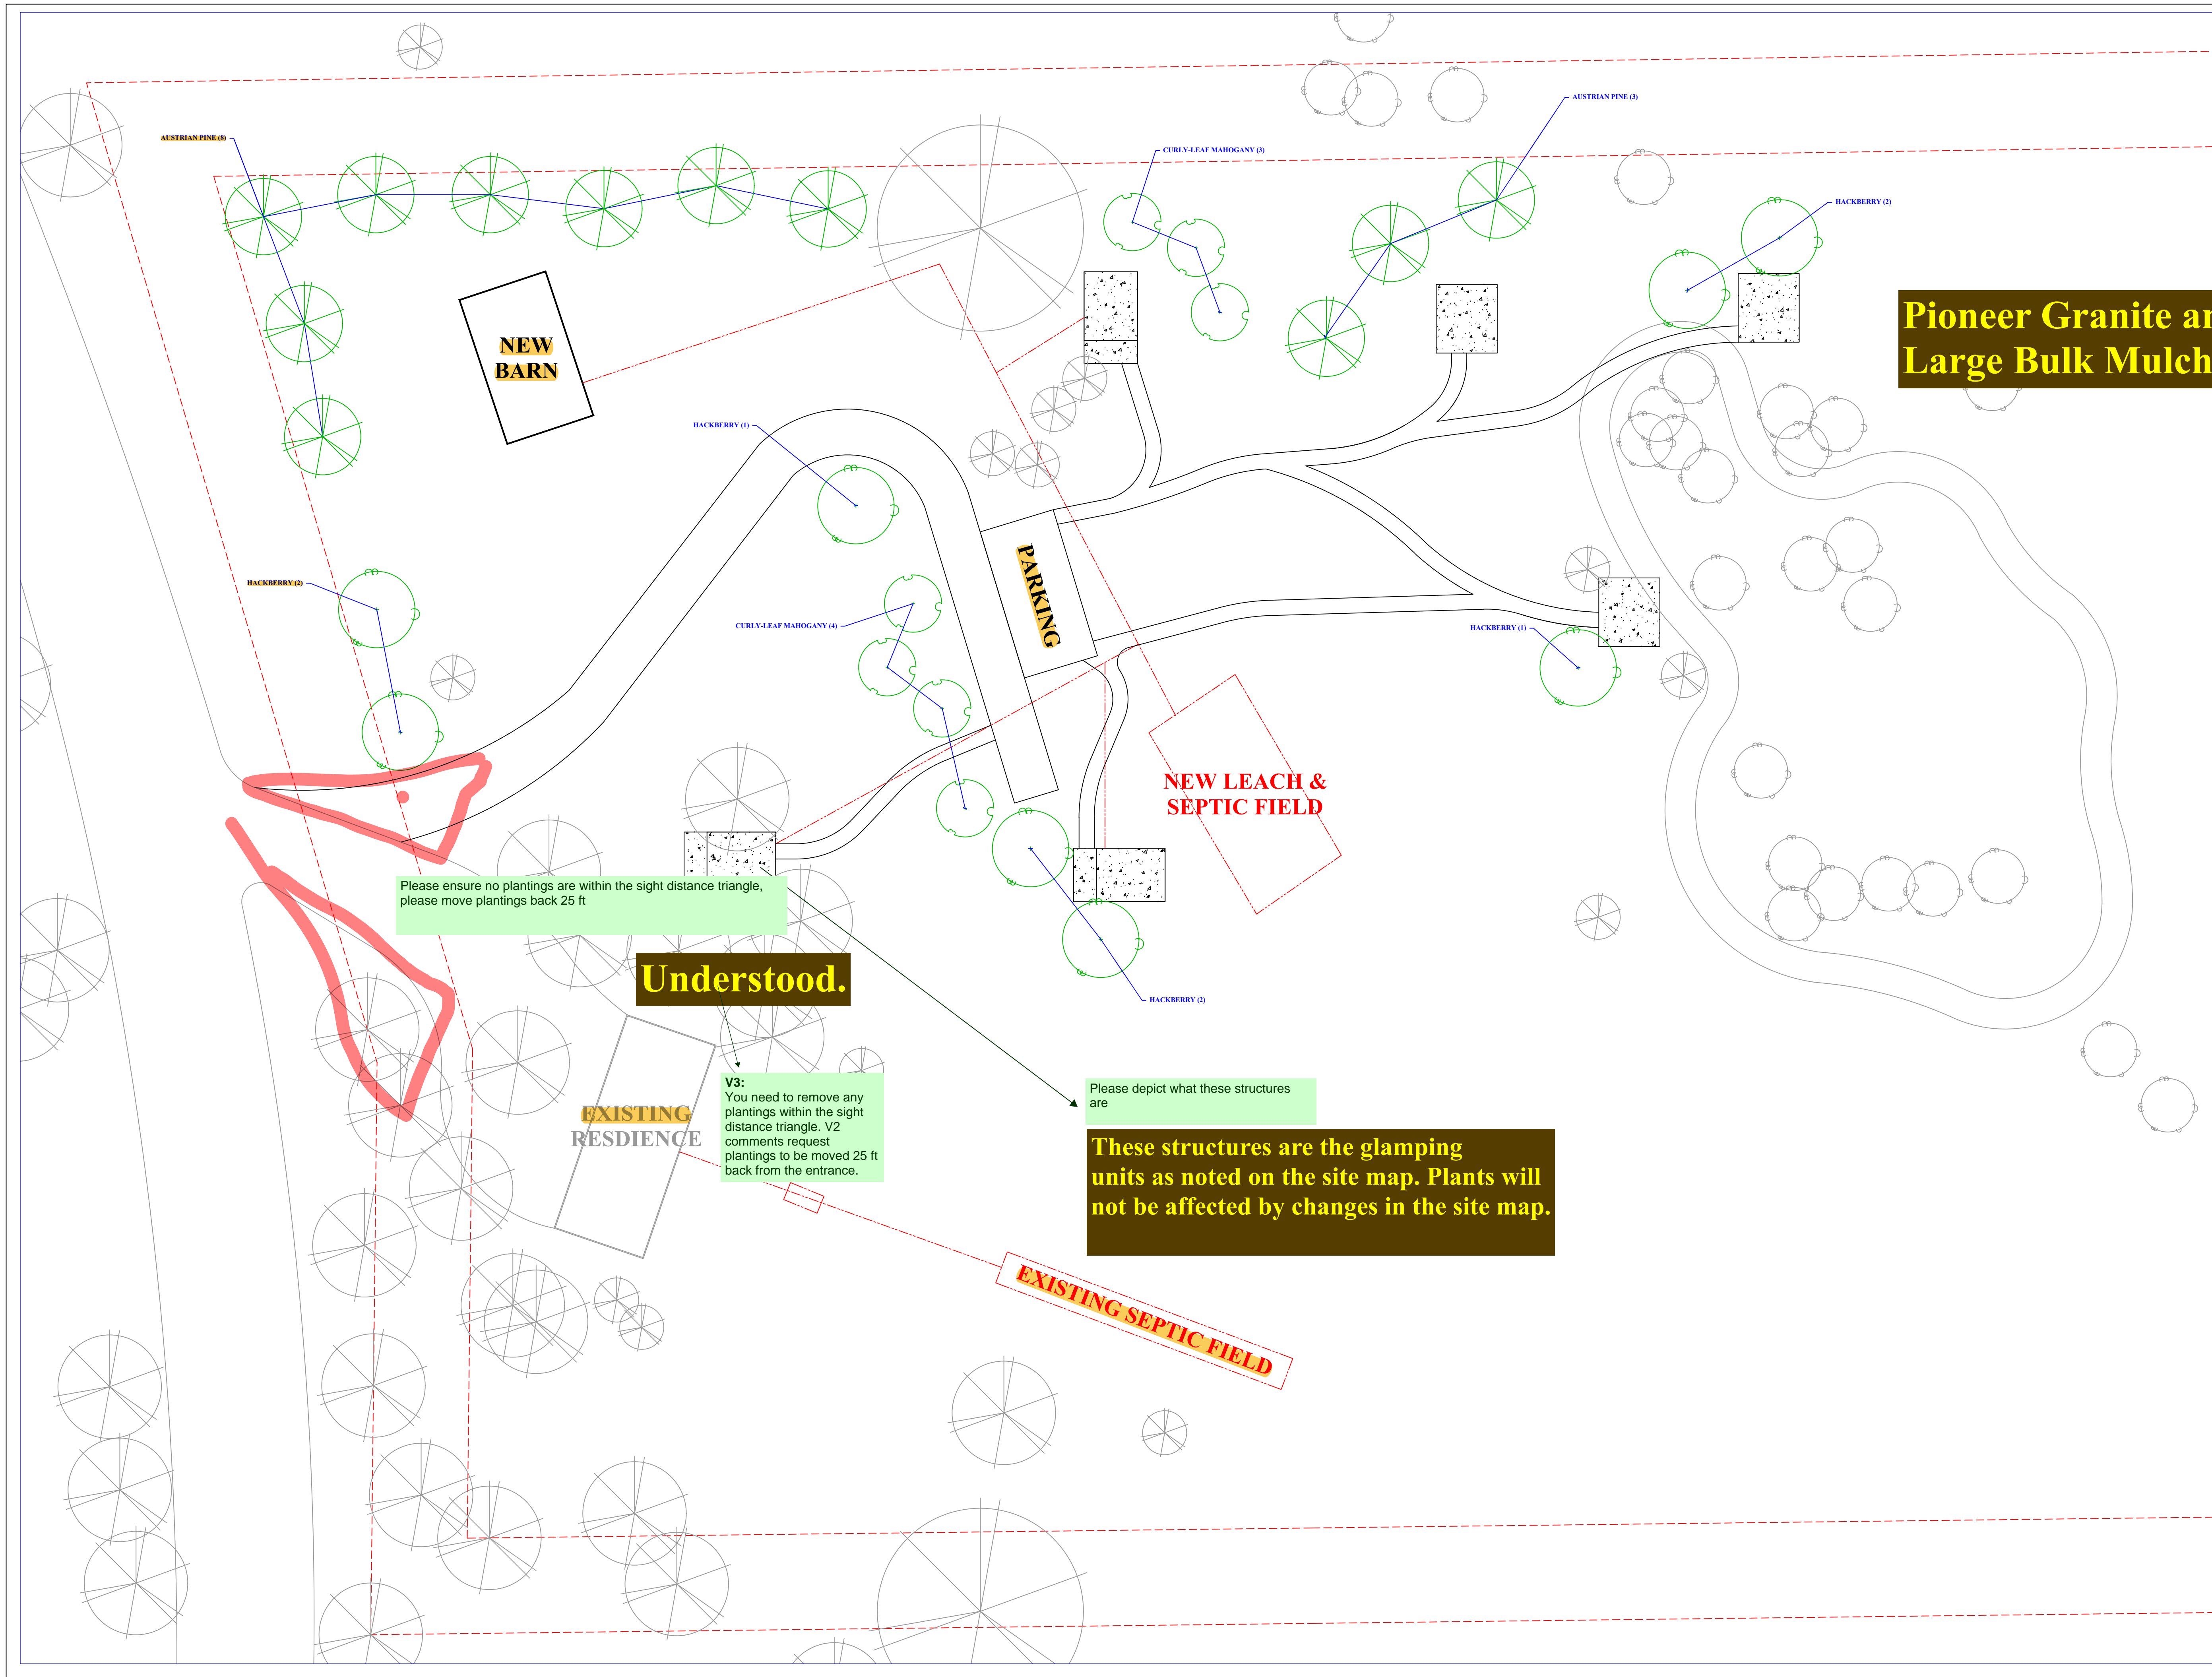 AUSTRIAN PINE (3)
AUSTRIAN PINE (8)
CURLY-LEAF MAHOGANY (3)
HACKBERRY (2)
Pioneer Granite
Large Bulk Mulch
NEW
BARN
HACKBERRY (1)
PARKING
HACKBERRY (2)
CURLY-LEAF MAHOGANY (4)
HACKBERRY (1)
NEW LEACH &
SEPTIC FIELD
Please ensure no plantings are within the sight distance triangle,
please move plantings back 25 ft
Understood.
HACKBERRY (2)
V3:
You need to remove any
plantings within the sight
distance triangle. V2
comments request
plantings to be moved 25 ft
back from the entrance.
Please depict what these structures
are
EXISTING
RESDIENCE
These structures are the glamping
units as noted on the site map. Plants will
not be affected by changes in the site map.
EXISTING SEPTIC FIELD